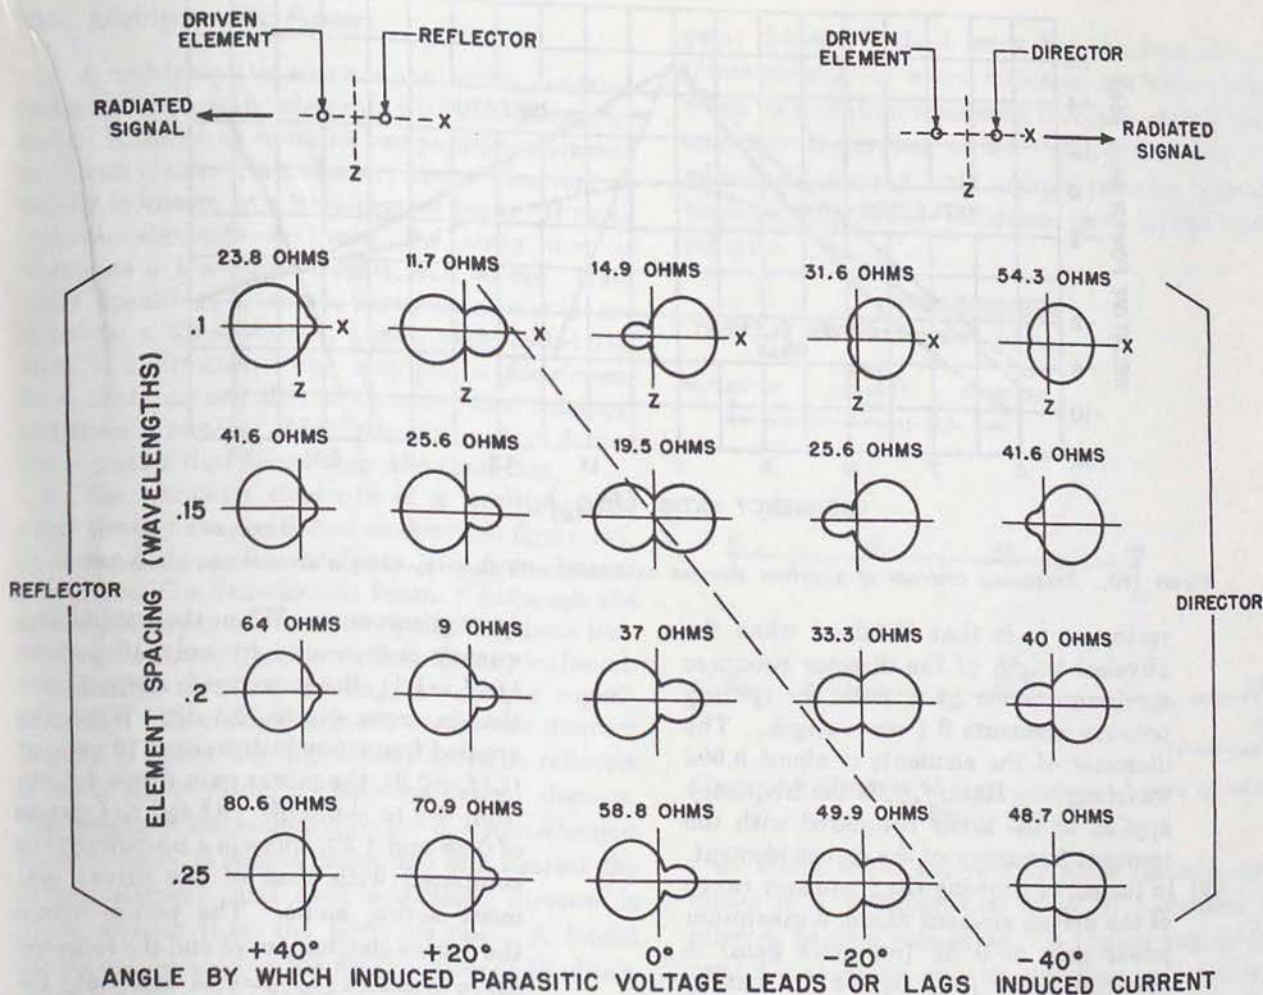 DRIVEN ELEMENT
REFLECTOR
RADIATED SIGNAL
X
Z
DRIVEN ELEMENT
DIRECTOR
X
RADIATED SIGNAL
Z
23.8 OHMS
11.7 OHMS
14.9 OHMS
31.6 OHMS
54.3 OHMS
.1
X
X
X
X
X
Z
Z
Z
Z
Z
41.6 OHMS
25.6 OHMS
19.5 OHMS
25.6 OHMS
41.6 OHMS
.15
REFLECTOR
ELEMENT SPACING (WAVELENGTHS)
DIRECTOR
64 OHMS
9 OHMS
37 OHMS
33.3 OHMS
40 OHMS
.2
80.6 OHMS
70.9 OHMS
58.8 OHMS
49.9 OHMS
48.7 OHMS
.25
+40°
+20°
0°
-20°
-40°
ANGLE BY WHICH INDUCED PARASITIC VOLTAGE LEADS OR LAGS INDUCED CURRENT